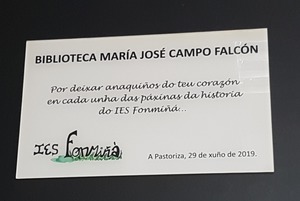 BIBLIOTECA MARÍA JOSÉ CAMPO FALCÓN
Por deixar anaquiños do teu corazón
en cada unha das páxinas da historia
do IES Fonmiñá...
IES Fonmiñá
A Pastoriza, 29 de xuño de 2019.